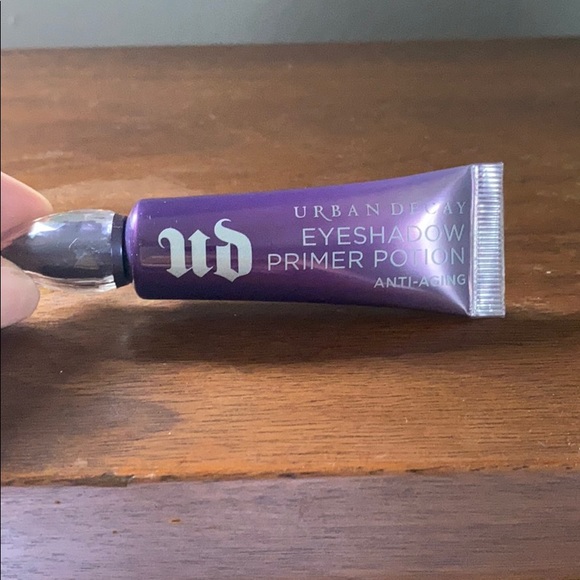 ud
URBAN DECAY
EYESHADOW
PRIMER POTION
ANTI-AGING